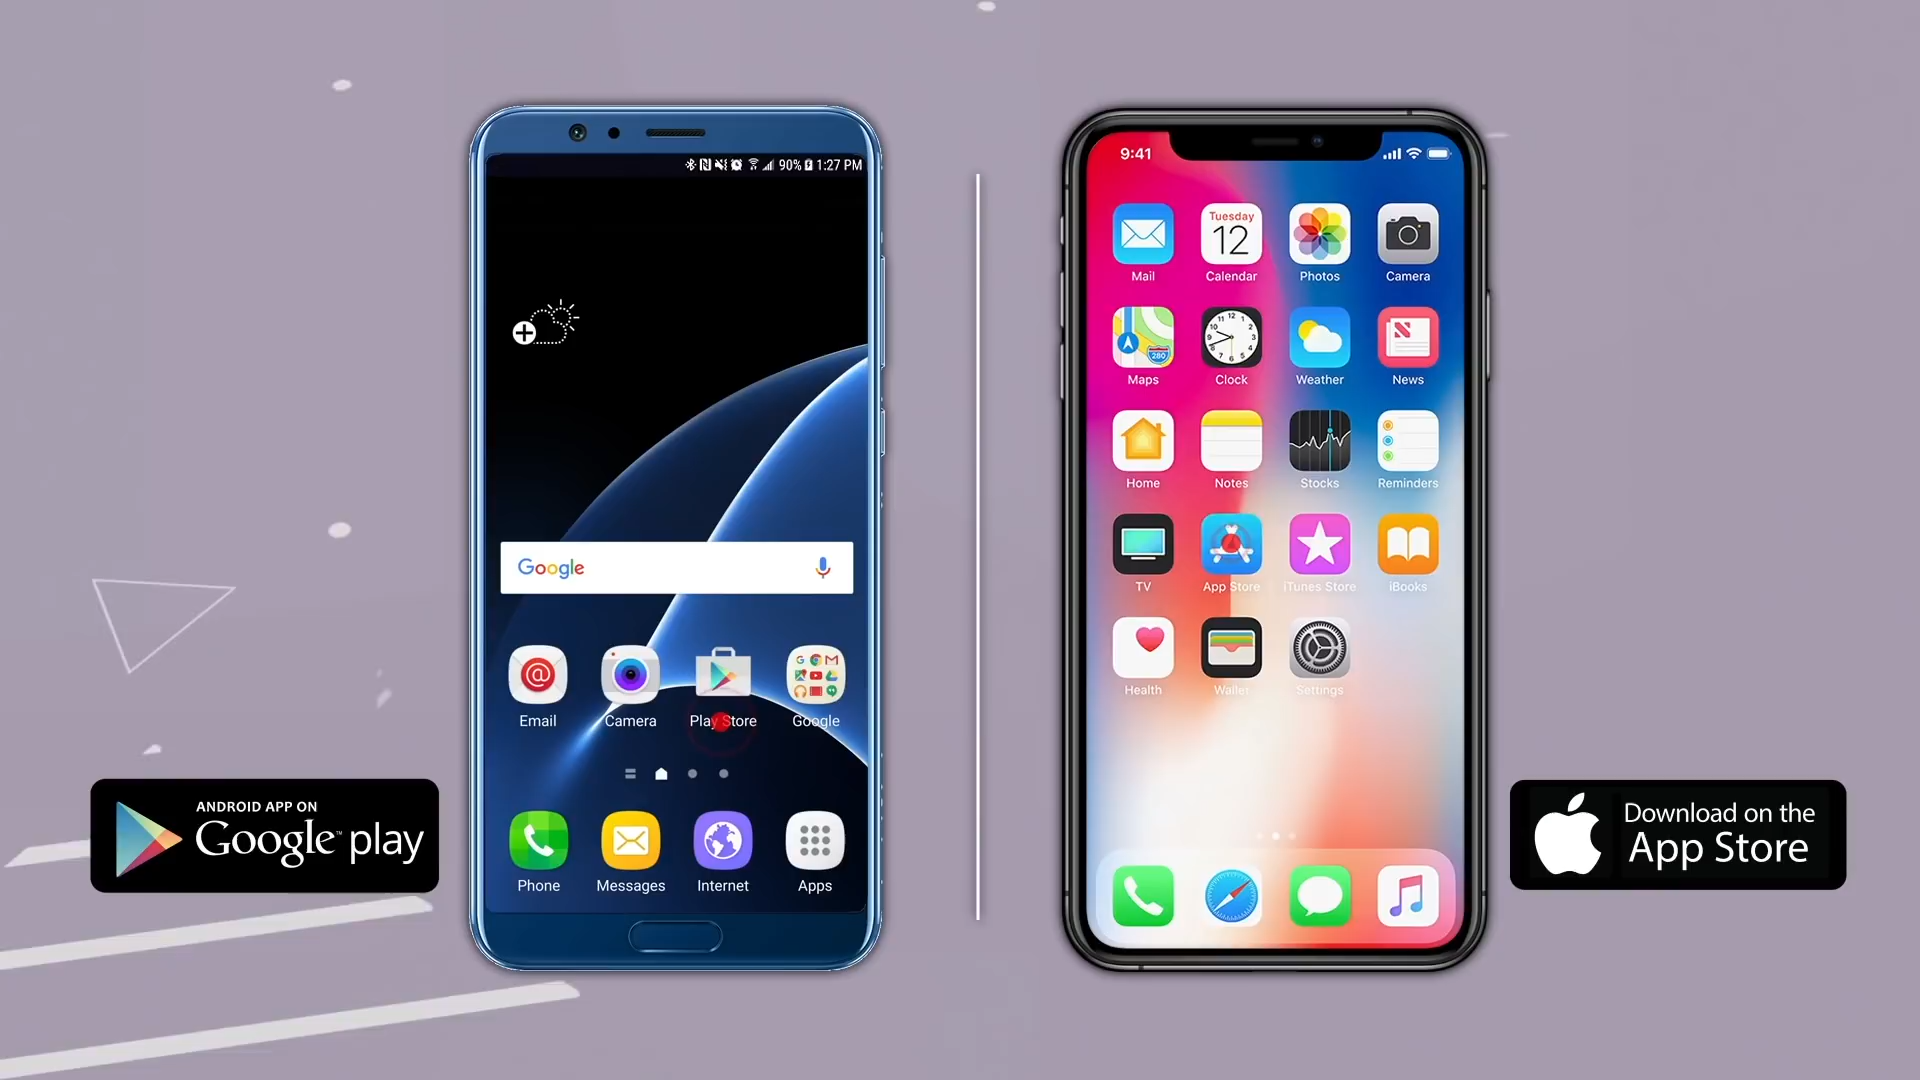 90% 1:27 PM
Google
Email
Camera
Play Store
Google
Phone
Messages
Internet
Apps
ANDROID APP ON
Google™ play
9:41
Tuesday
12
Mail
Calendar
Photos
Camera
280
Maps
Clock
Weather
News
Home
Notes
Stocks
Reminders
TV
App Store
iTunes Store
iBooks
Health
Wallet
Settings
Download on the
App Store